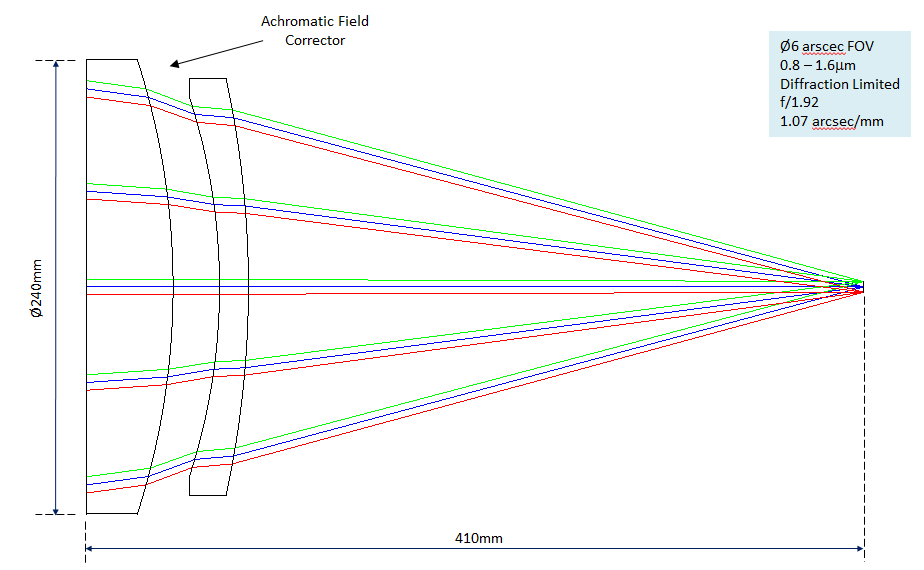 Achromatic Field
Corrector
Ø6 arscec FOV
0.8 – 1.6µm
Diffraction Limited
f/1.92
1.07 arcsec/mm
Ø240mm
410mm